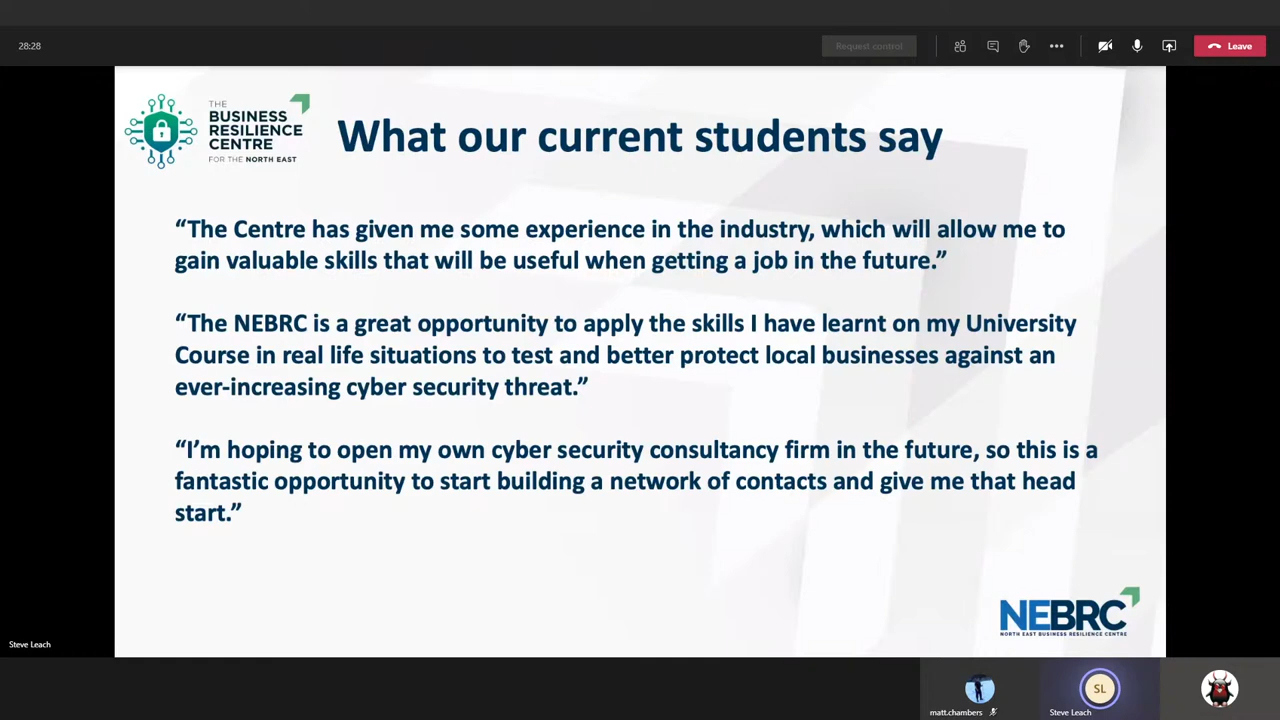 28:28
Request control
Leave
THE
BUSINESS
RESILIENCE
CENTRE
FOR THE NORTH EAST
What our current students say
“The Centre has given me some experience in the industry, which will allow me to
gain valuable skills that will be useful when getting a job in the future.”
“The NEBRC is a great opportunity to apply the skills I have learnt on my University
Course in real life situations to test and better protect local businesses against an
ever-increasing cyber security threat.”
“I’m hoping to open my own cyber security consultancy firm in the future, so this is a
fantastic opportunity to start building a network of contacts and give me that head
start.”
NEBRC
NORTH EAST BUSINESS RESILIENCE CENTRE
Steve Leach
SL
matt.chambers
Steve Leach